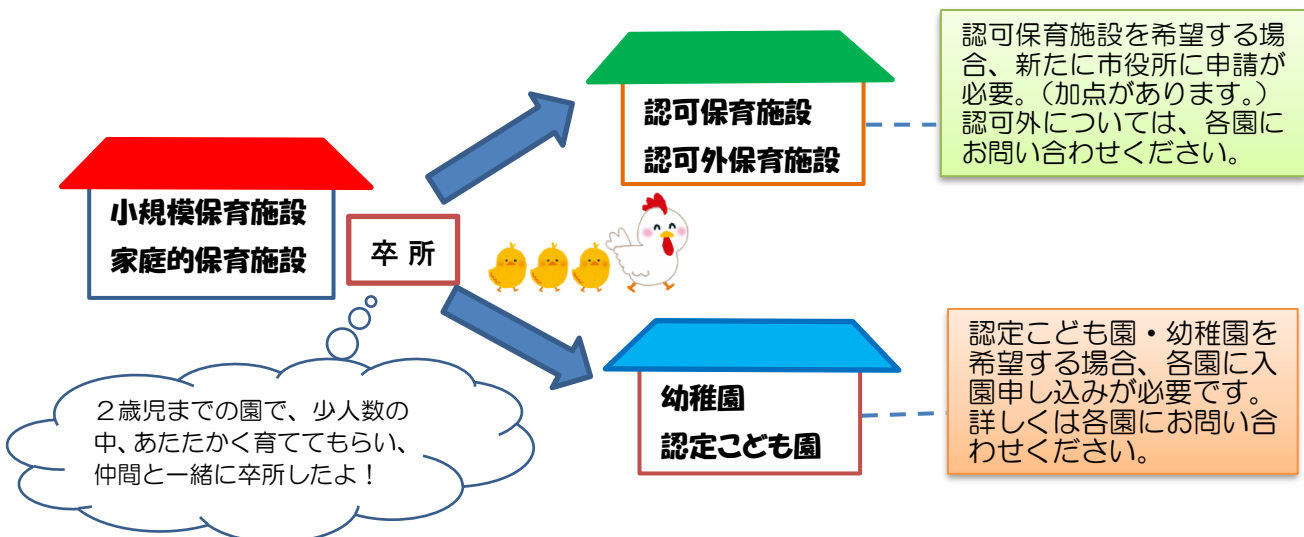 小規模保育施設
家庭的保育施設
卒所
２歳児までの園で、少人数の
中、あたたかく育ててもらい、
仲間と一緒に卒所したよ！
認可保育施設
認可外保育施設
認可保育施設を希望する場
合、新たに市役所に申請が
必要。（加点があります。）
認可外については、各園に
お問い合わせください。
幼稚園
認定こども園
認定こども園・幼稚園を
希望する場合、各園に入
園申し込みが必要です。
詳しくは各園にお問い合
わせください。